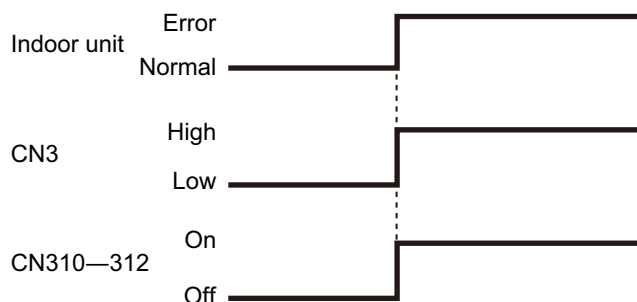 Error
Indoor unit
Normal
High
CN3
Low
On
CN310—312
Off